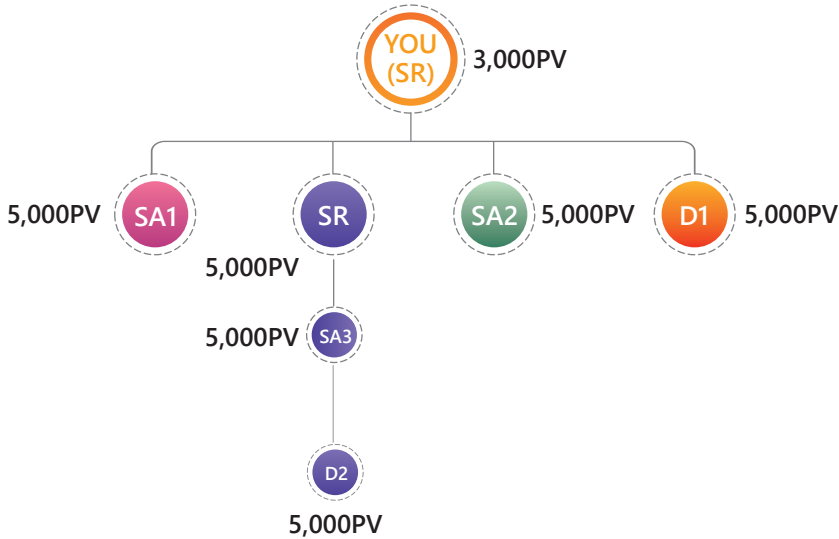 YOU
(SR)
3,000PV
5,000PV
SA1
SR
5,000PV
SA2
5,000PV
D1
5,000PV
SA3
5,000PV
D2
5,000PV